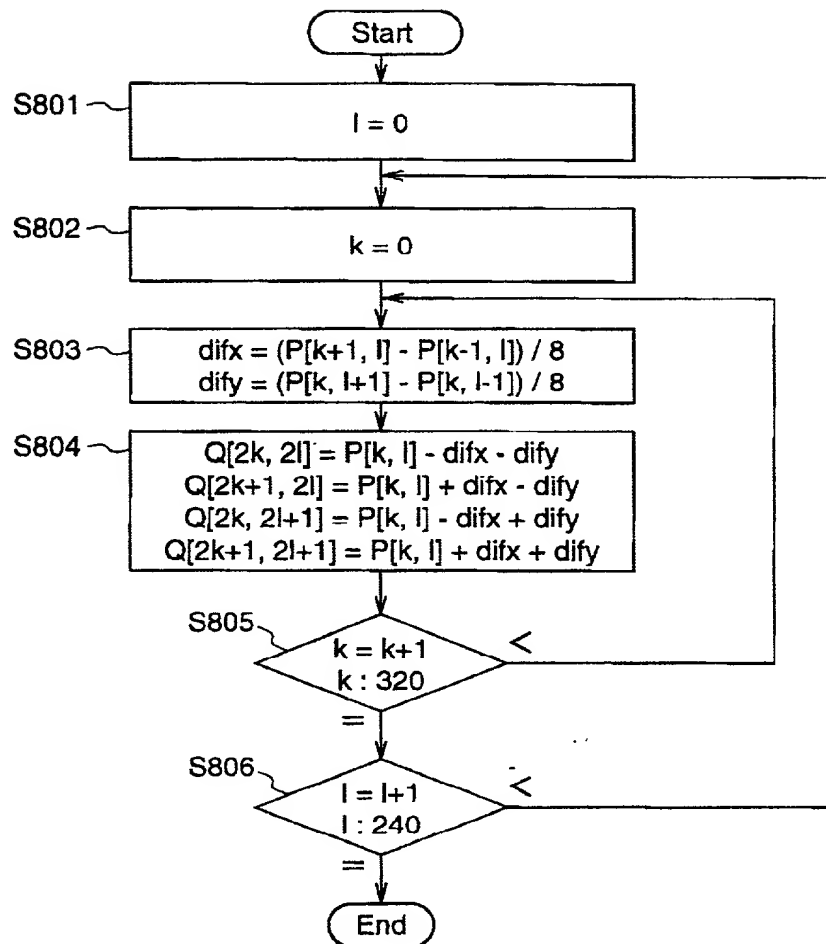 Start
S801
l = 0
S802
k = 0
S803
difx = (P[k+1, l] - P[k-1, l]) / 8
dify = (P[k, l+1] - P[k, l-1]) / 8
S804
Q[2k, 2l] = P[k, l] - difx - dify
Q[2k+1, 2l] = P[k, l] + difx - dify
Q[2k, 2l+1] = P[k, l] - difx + dify
Q[2k+1, 2l+1] = P[k, l] + difx + dify
S805
<
k = k+1
k : 320
=
S806
<
l = l+1
l : 240
=
End